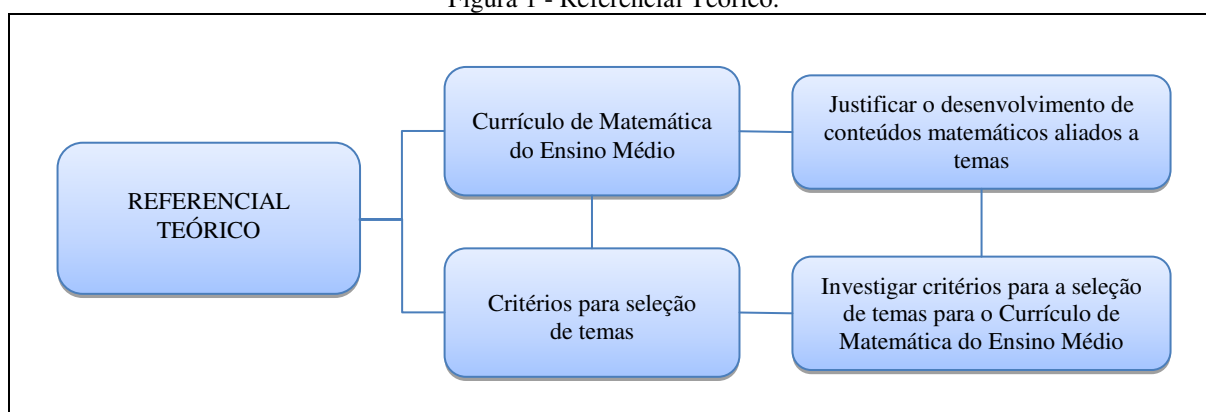 Figura 1 - Referencial Teórico.
REFERENCIAL
TEÓRICO
Currículo de Matemática
do Ensino Médio
Critérios para seleção
de temas
Justificar o desenvolvimento de
conteúdos matemáticos aliados a
temas
Investigar critérios para a seleção
de temas para o Currículo de
Matemática do Ensino Médio